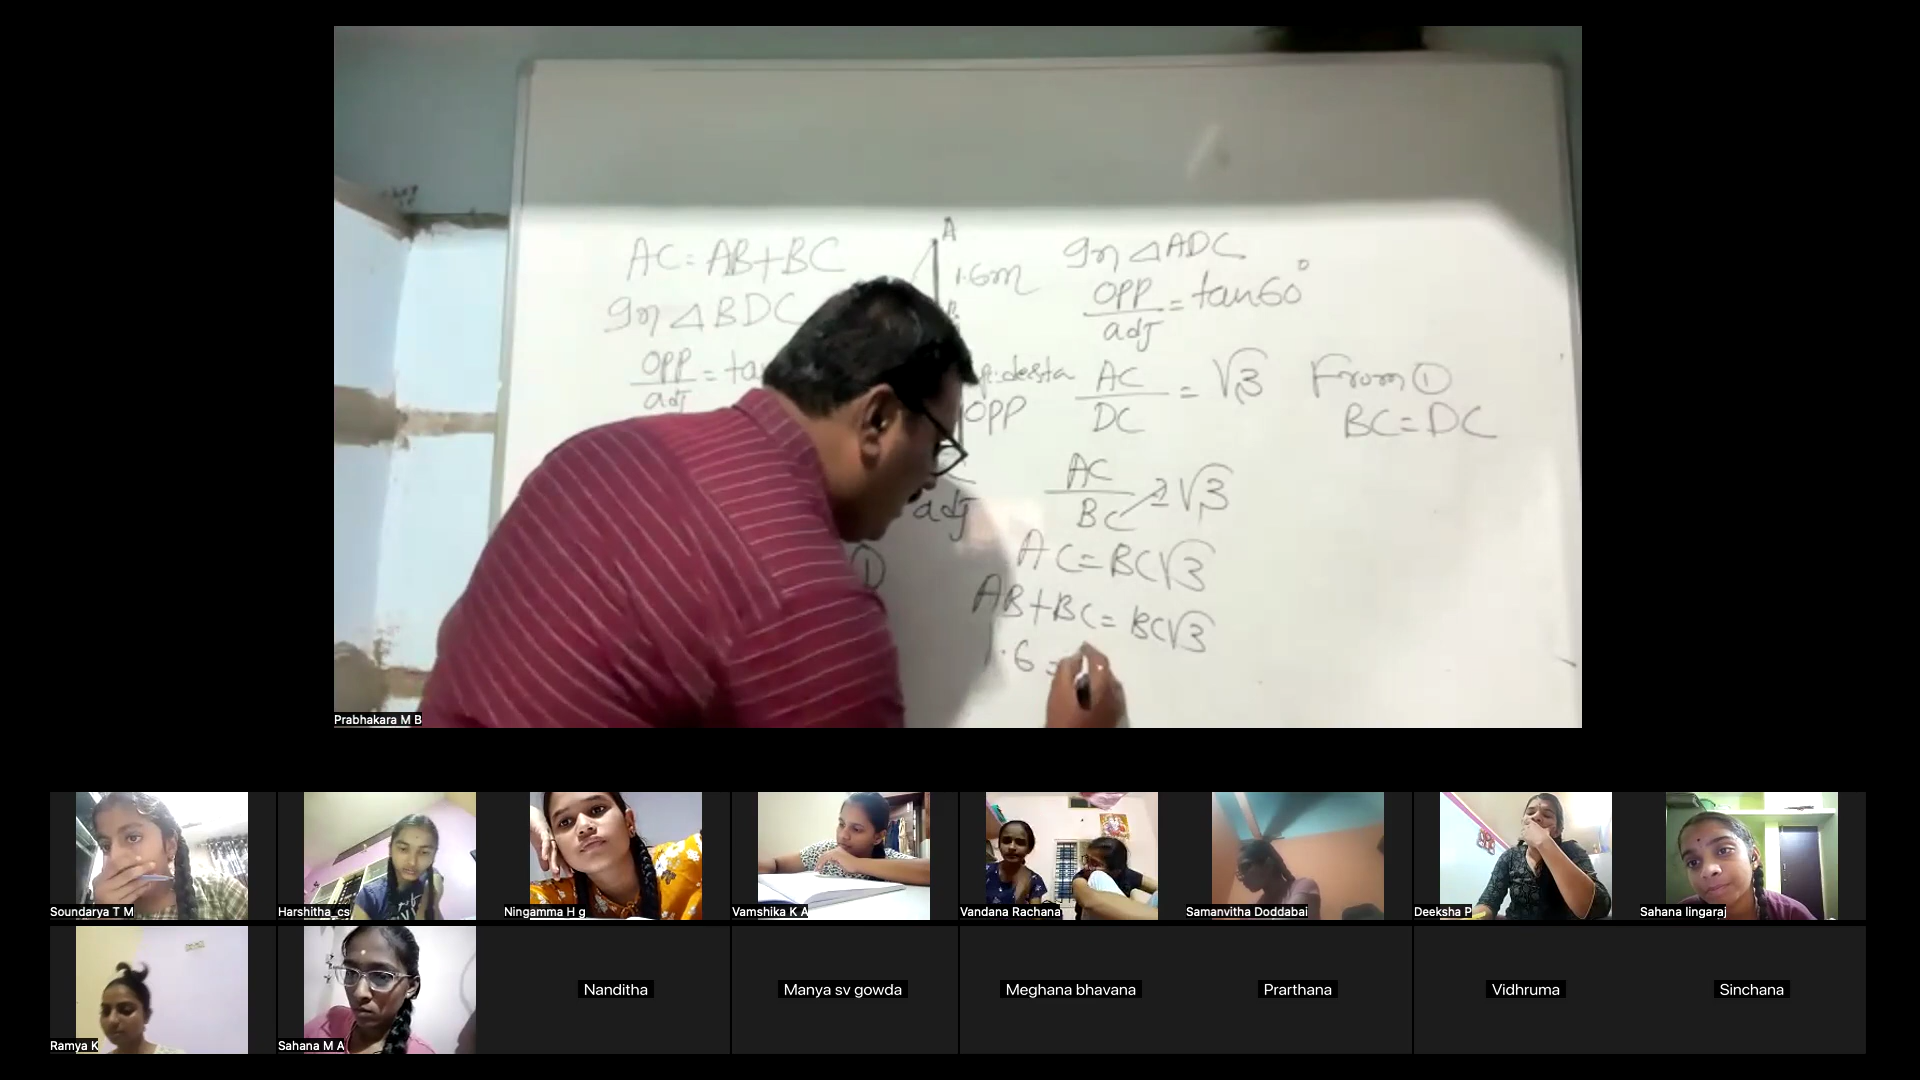 AC = AB+BC
In △BDC
OPP
adj
= ta
A
1.6m
OPP
adj
①
In △ADC
OPP
adj
= tan60°
AC
DC
= √3
From ①
BC = DC
AC
BC
= √3
AC = BC√3
AB+BC = BC√3
1.6 =
Prabhakara M B
Soundarya T M
Harshitha_cs
Ningamma H g
Vamshika K A
Vandana Rachana
Samanvitha Doddabai
Deeksha P
Sahana lingaraj
Ramya K
Sahana M A
Nanditha
Manya sv gowda
Meghana bhavana
Prarthana
Vidhruma
Sinchana